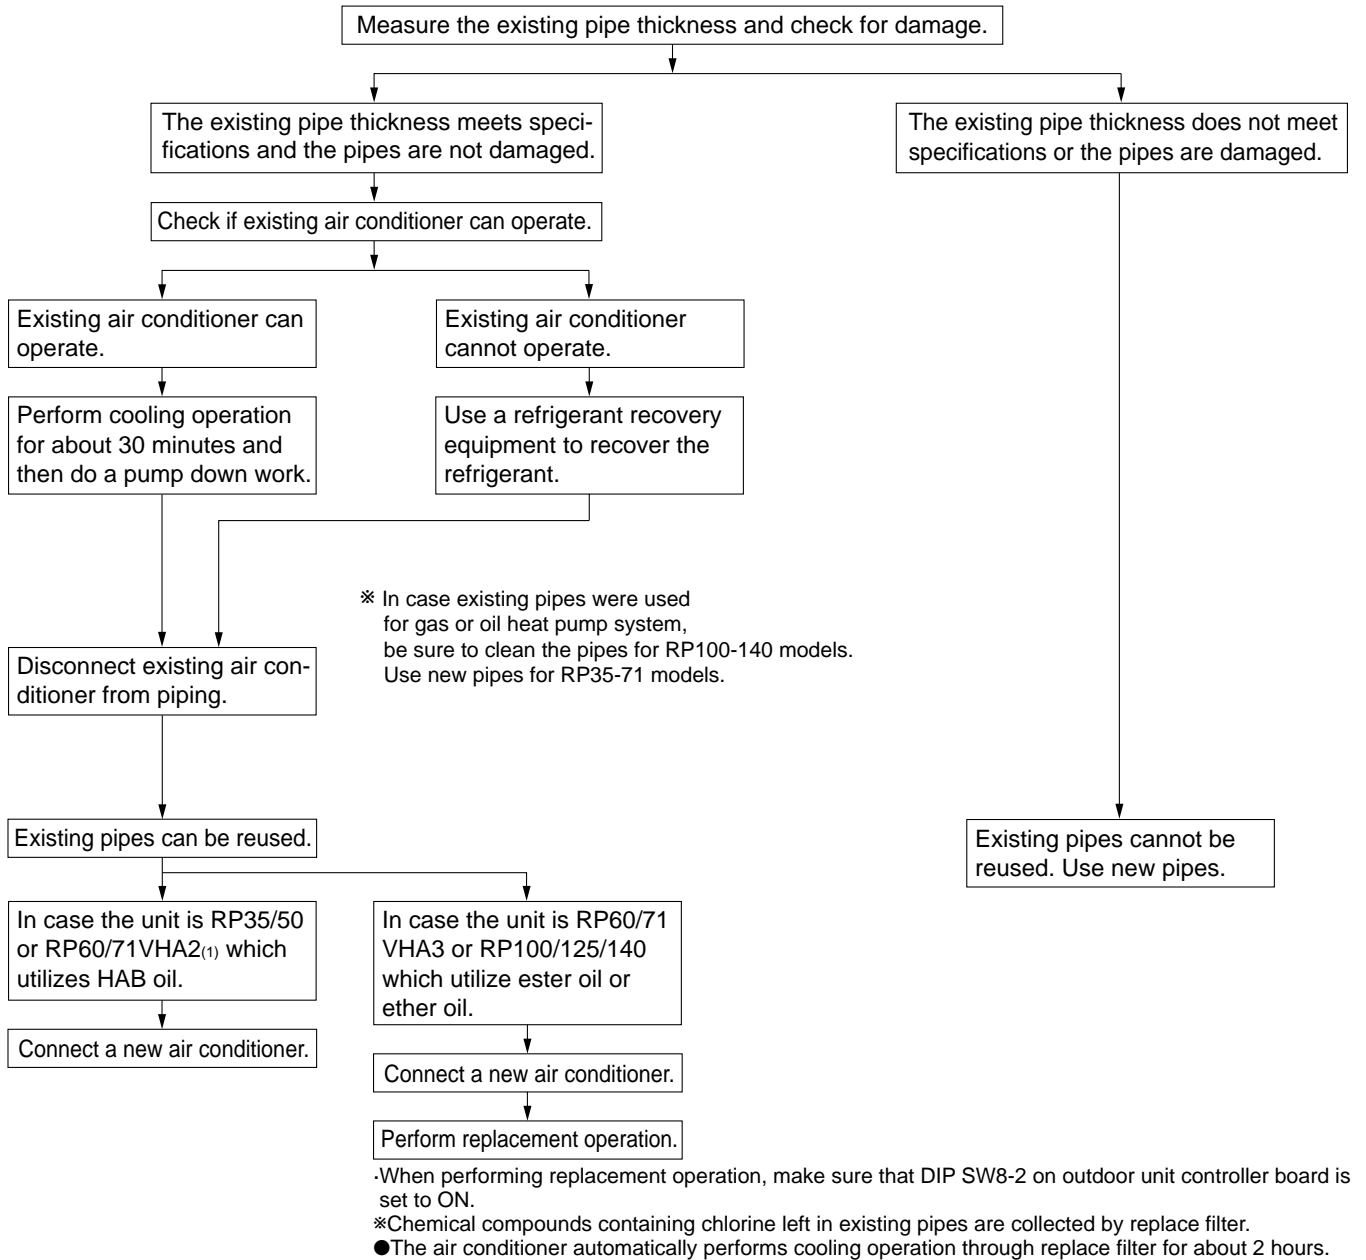 Measure the existing pipe thickness and check for damage.
The existing pipe thickness meets speci-
fications and the pipes are not damaged.
The existing pipe thickness does not meet
specifications or the pipes are damaged.
Check if existing air conditioner can operate.
Existing air conditioner can
operate.
Existing air conditioner
cannot operate.
Perform cooling operation
for about 30 minutes and
then do a pump down work.
Use a refrigerant recovery
equipment to recover the
refrigerant.
※ In case existing pipes were used
for gas or oil heat pump system,
be sure to clean the pipes for RP100-140 models.
Use new pipes for RP35-71 models.
Disconnect existing air con-
ditioner from piping.
Existing pipes can be reused.
Existing pipes cannot be
reused. Use new pipes.
In case the unit is RP35/50
or RP60/71VHA2(1) which
utilizes HAB oil.
In case the unit is RP60/71
VHA3 or RP100/125/140
which utilize ester oil or
ether oil.
Connect a new air conditioner.
Connect a new air conditioner.
Perform replacement operation.
·When performing replacement operation, make sure that DIP SW8-2 on outdoor unit controller board is
set to ON.
※Chemical compounds containing chlorine left in existing pipes are collected by replace filter.
●The air conditioner automatically performs cooling operation through replace filter for about 2 hours.